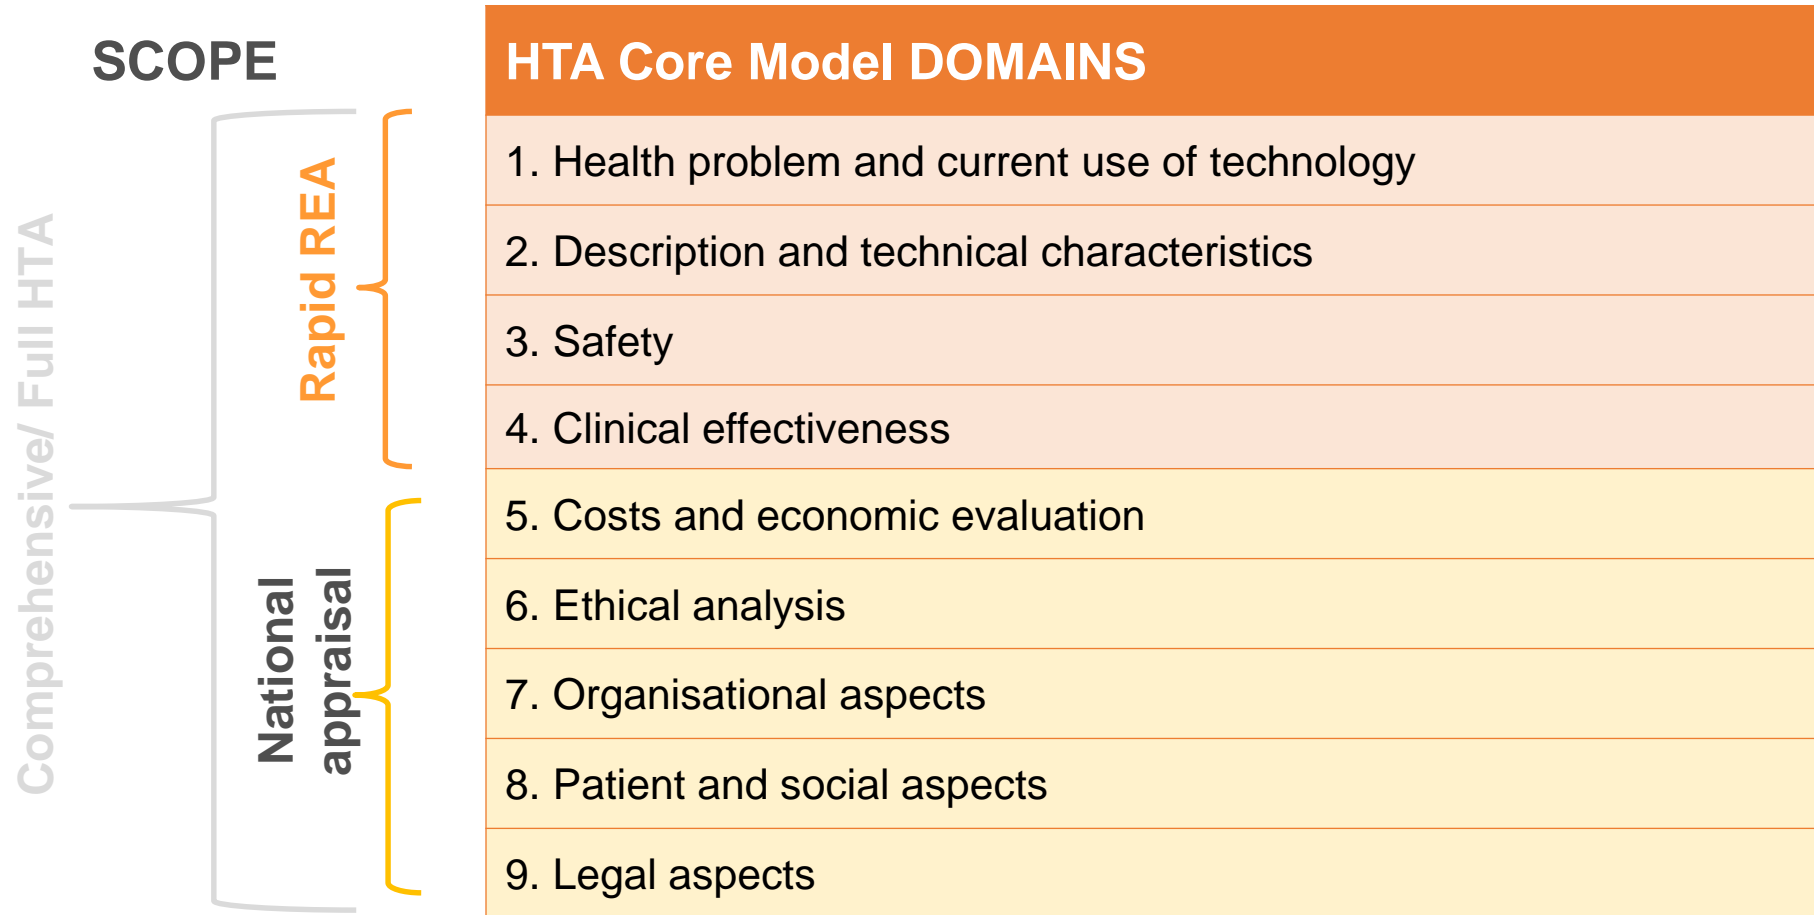 SCOPE
HTA Core Model DOMAINS
Comprehensive/ Full HTA
Rapid REA
National
appraisal
1. Health problem and current use of technology
2. Description and technical characteristics
3. Safety
4. Clinical effectiveness
5. Costs and economic evaluation
6. Ethical analysis
7. Organisational aspects
8. Patient and social aspects
9. Legal aspects